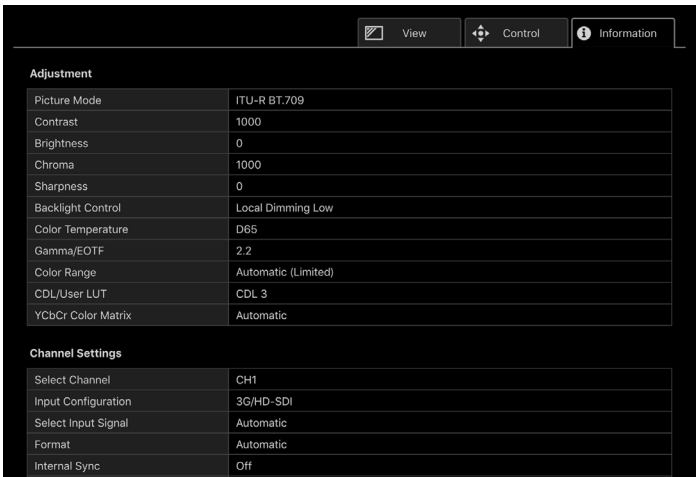 View Control Information
Adjustment
Picture Mode ITU-R BT.709
Contrast 1000
Brightness 0
Chroma 1000
Sharpness 0
Backlight Control Local Dimming Low
Color Temperature D65
Gamma/EOTF 2.2
Color Range Automatic (Limited)
CDL/User LUT CDL 3
YCbCr Color Matrix Automatic
Channel Settings
Select Channel CH1
Input Configuration 3G/HD-SDI
Select Input Signal Automatic
Format Automatic
Internal Sync Off